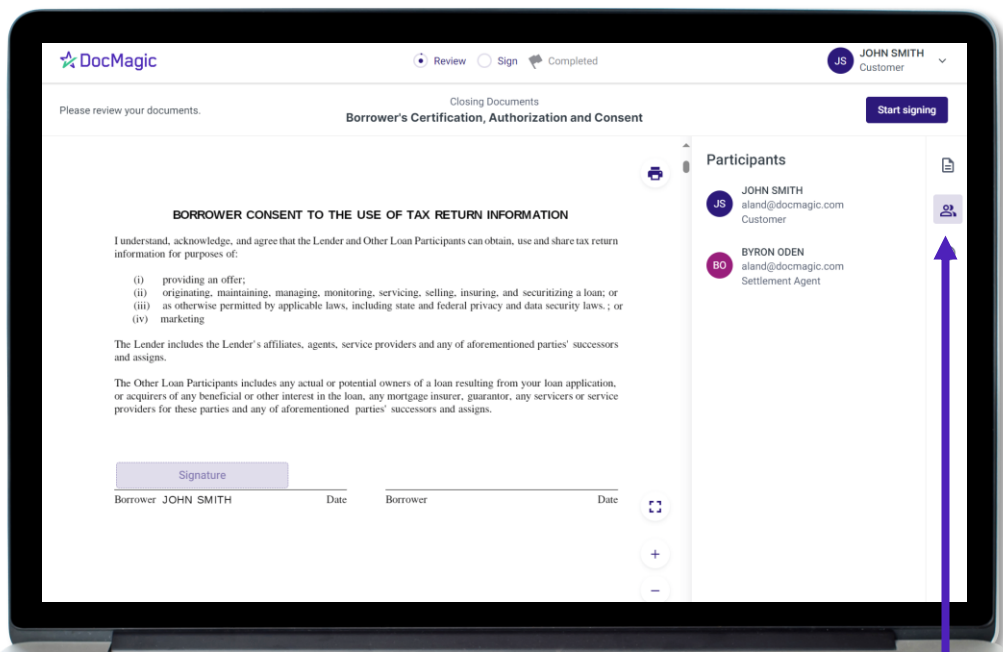 DocMagic
Review Sign Completed
JS
JOHN SMITH
Customer
Please review your documents.
Closing Documents
Borrower's Certification, Authorization and Consent
Start signing
BORROWER CONSENT TO THE USE OF TAX RETURN INFORMATION
I understand, acknowledge, and agree that the Lender and Other Loan Participants can obtain, use and share tax return
information for purposes of:
(i) providing an offer;
(ii) originating, maintaining, managing, monitoring, servicing, selling, insuring, and securitizing a loan; or
(iii) as otherwise permitted by applicable laws, including state and federal privacy and data security laws. ; or
(iv) marketing
The Lender includes the Lender's affiliates, agents, service providers and any of aforementioned parties' successors
and assigns.
The Other Loan Participants includes any actual or potential owners of a loan resulting from your loan application,
or acquirers of any beneficial or other interest in the loan, any mortgage insurer, guarantor, any servicers or service
providers for these parties and any of aforementioned parties' successors and assigns.
Signature
Borrower JOHN SMITH Date Borrower Date
Participants
JS
JOHN SMITH
aland@docmagic.com
Customer
BO
BYRON ODEN
aland@docmagic.com
Settlement Agent